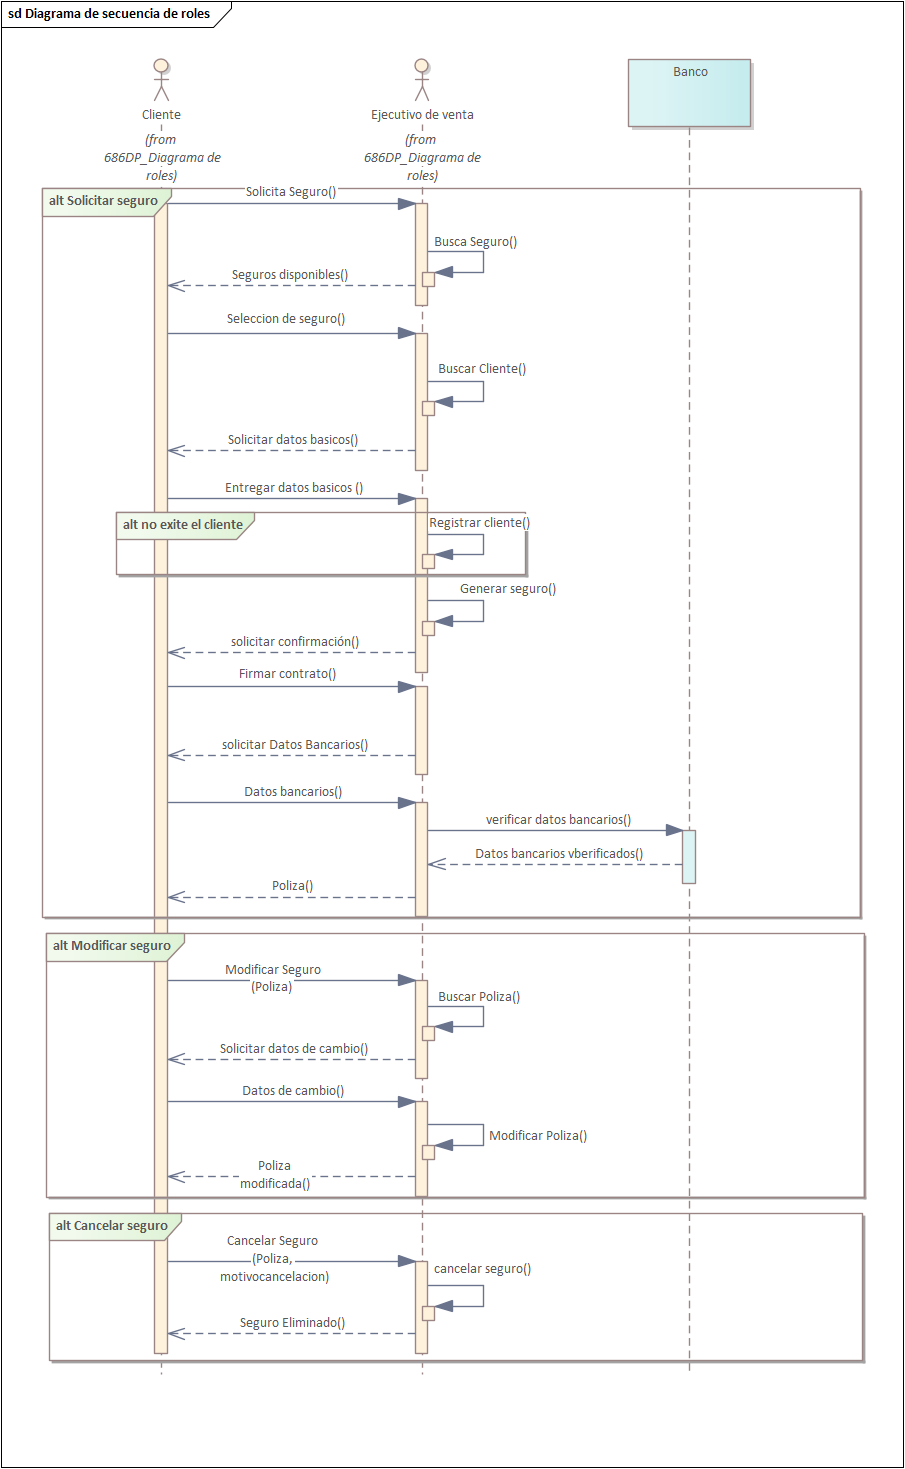 sd Diagrama de secuencia de roles
Cliente
(from
686DP_Diagrama de
roles)
Ejecutivo de venta
(from
686DP_Diagrama de
roles)
Banco
alt Solicitar seguro
Solicita Seguro()
Busca Seguro()
Seguros disponibles()
Seleccion de seguro()
Buscar Cliente()
Solicitar datos basicos()
Entregar datos basicos ()
alt no exite el cliente
Registrar cliente()
Generar seguro()
solicitar confirmación()
Firmar contrato()
solicitar Datos Bancarios()
Datos bancarios()
verificar datos bancarios()
Datos bancarios vberificados()
Poliza()
alt Modificar seguro
Modificar Seguro
(Poliza)
Buscar Poliza()
Solicitar datos de cambio()
Datos de cambio()
Modificar Poliza()
Poliza
modificada()
alt Cancelar seguro
Cancelar Seguro
(Poliza,
motivocancelacion)
cancelar seguro()
Seguro Eliminado()